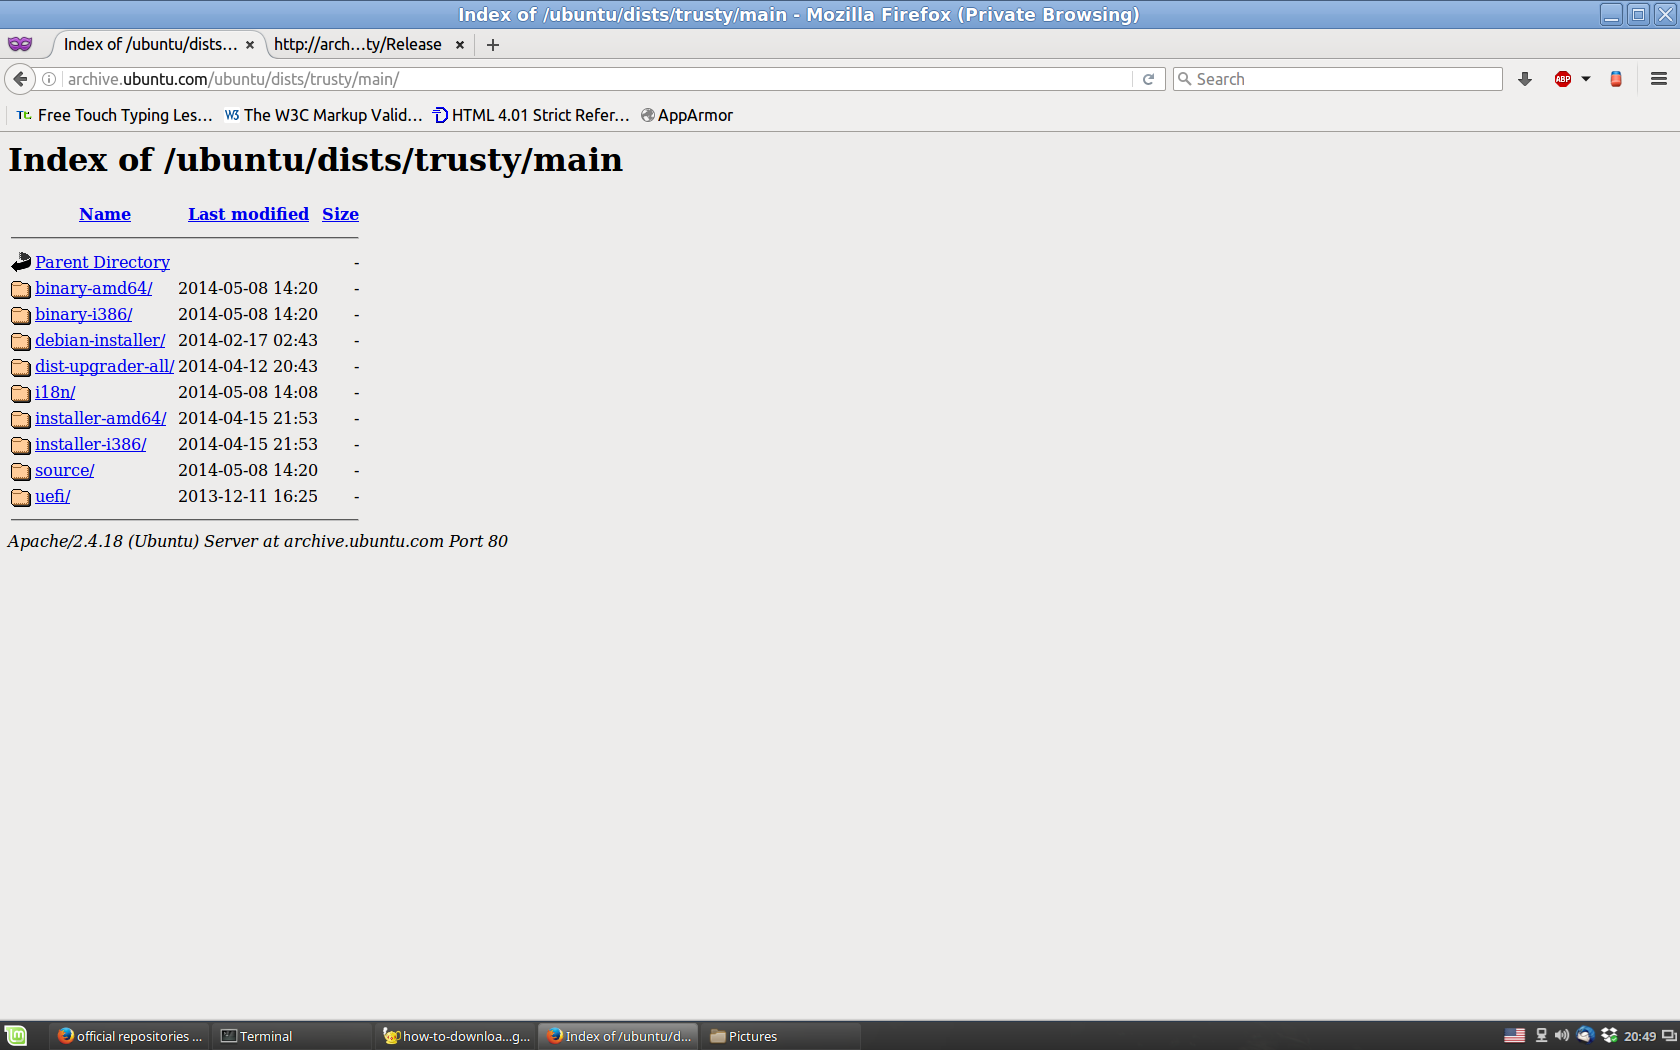 Index of /ubuntu/dists/trusty/main - Mozilla Firefox (Private Browsing)
Index of /ubuntu/dists... × http://arch...ty/Release × +
archive.ubuntu.com/ubuntu/dists/trusty/main/ Search ABP
Tc Free Touch Typing Les... W3 The W3C Markup Valid... HTML 4.01 Strict Refer... AppArmor
Index of /ubuntu/dists/trusty/main
Name Last modified Size
Parent Directory -
binary-amd64/ 2014-05-08 14:20 -
binary-i386/ 2014-05-08 14:20 -
debian-installer/ 2014-02-17 02:43 -
dist-upgrader-all/ 2014-04-12 20:43 -
i18n/ 2014-05-08 14:08 -
installer-amd64/ 2014-04-15 21:53 -
installer-i386/ 2014-04-15 21:53 -
source/ 2014-05-08 14:20 -
uefi/ 2013-12-11 16:25 -
Apache/2.4.18 (Ubuntu) Server at archive.ubuntu.com Port 80
official repositories ... Terminal how-to-downloa...g... Index of /ubuntu/d... Pictures 20:49